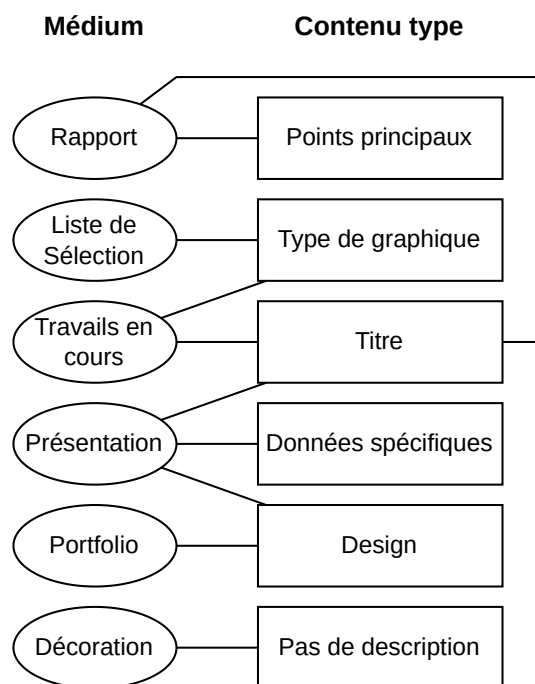 Médium Contenu type
Rapport Points principaux
Liste de
Sélection Type de graphique
Travails en
cours Titre
Présentation Données spécifiques
Portfolio Design
Décoration Pas de description